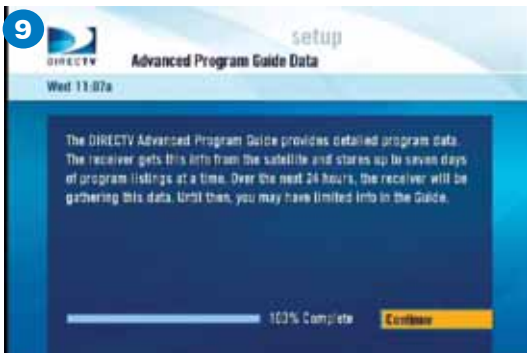 9
setup
DIRECTV
Advanced Program Guide Data
Wed 11:07a
The DIRECTV Advanced Program Guide provides detailed program data.
The receiver gets this info from the satellite and stores up to seven days
of program listings at a time. Over the next 24 hours, the receiver will be
gathering this data. Until then, you may have limited info in the Guide.
100% Complete
Continue